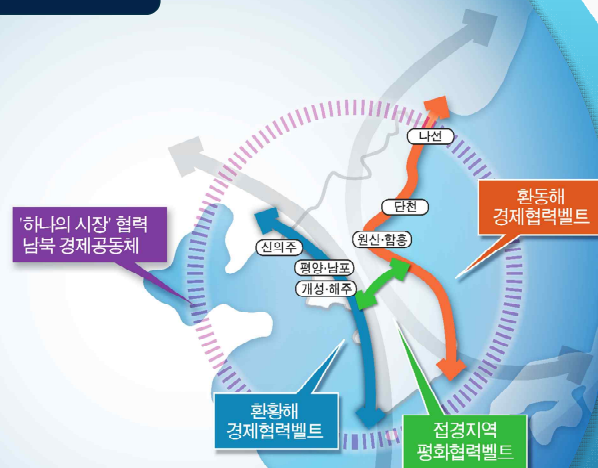 나선
단천
원산·함흥
신의주
평양·남포
개성·해주
'하나의 시장' 협력
남북 경제공동체
환동해
경제협력벨트
환황해
경제협력벨트
접경지역
평화협력벨트